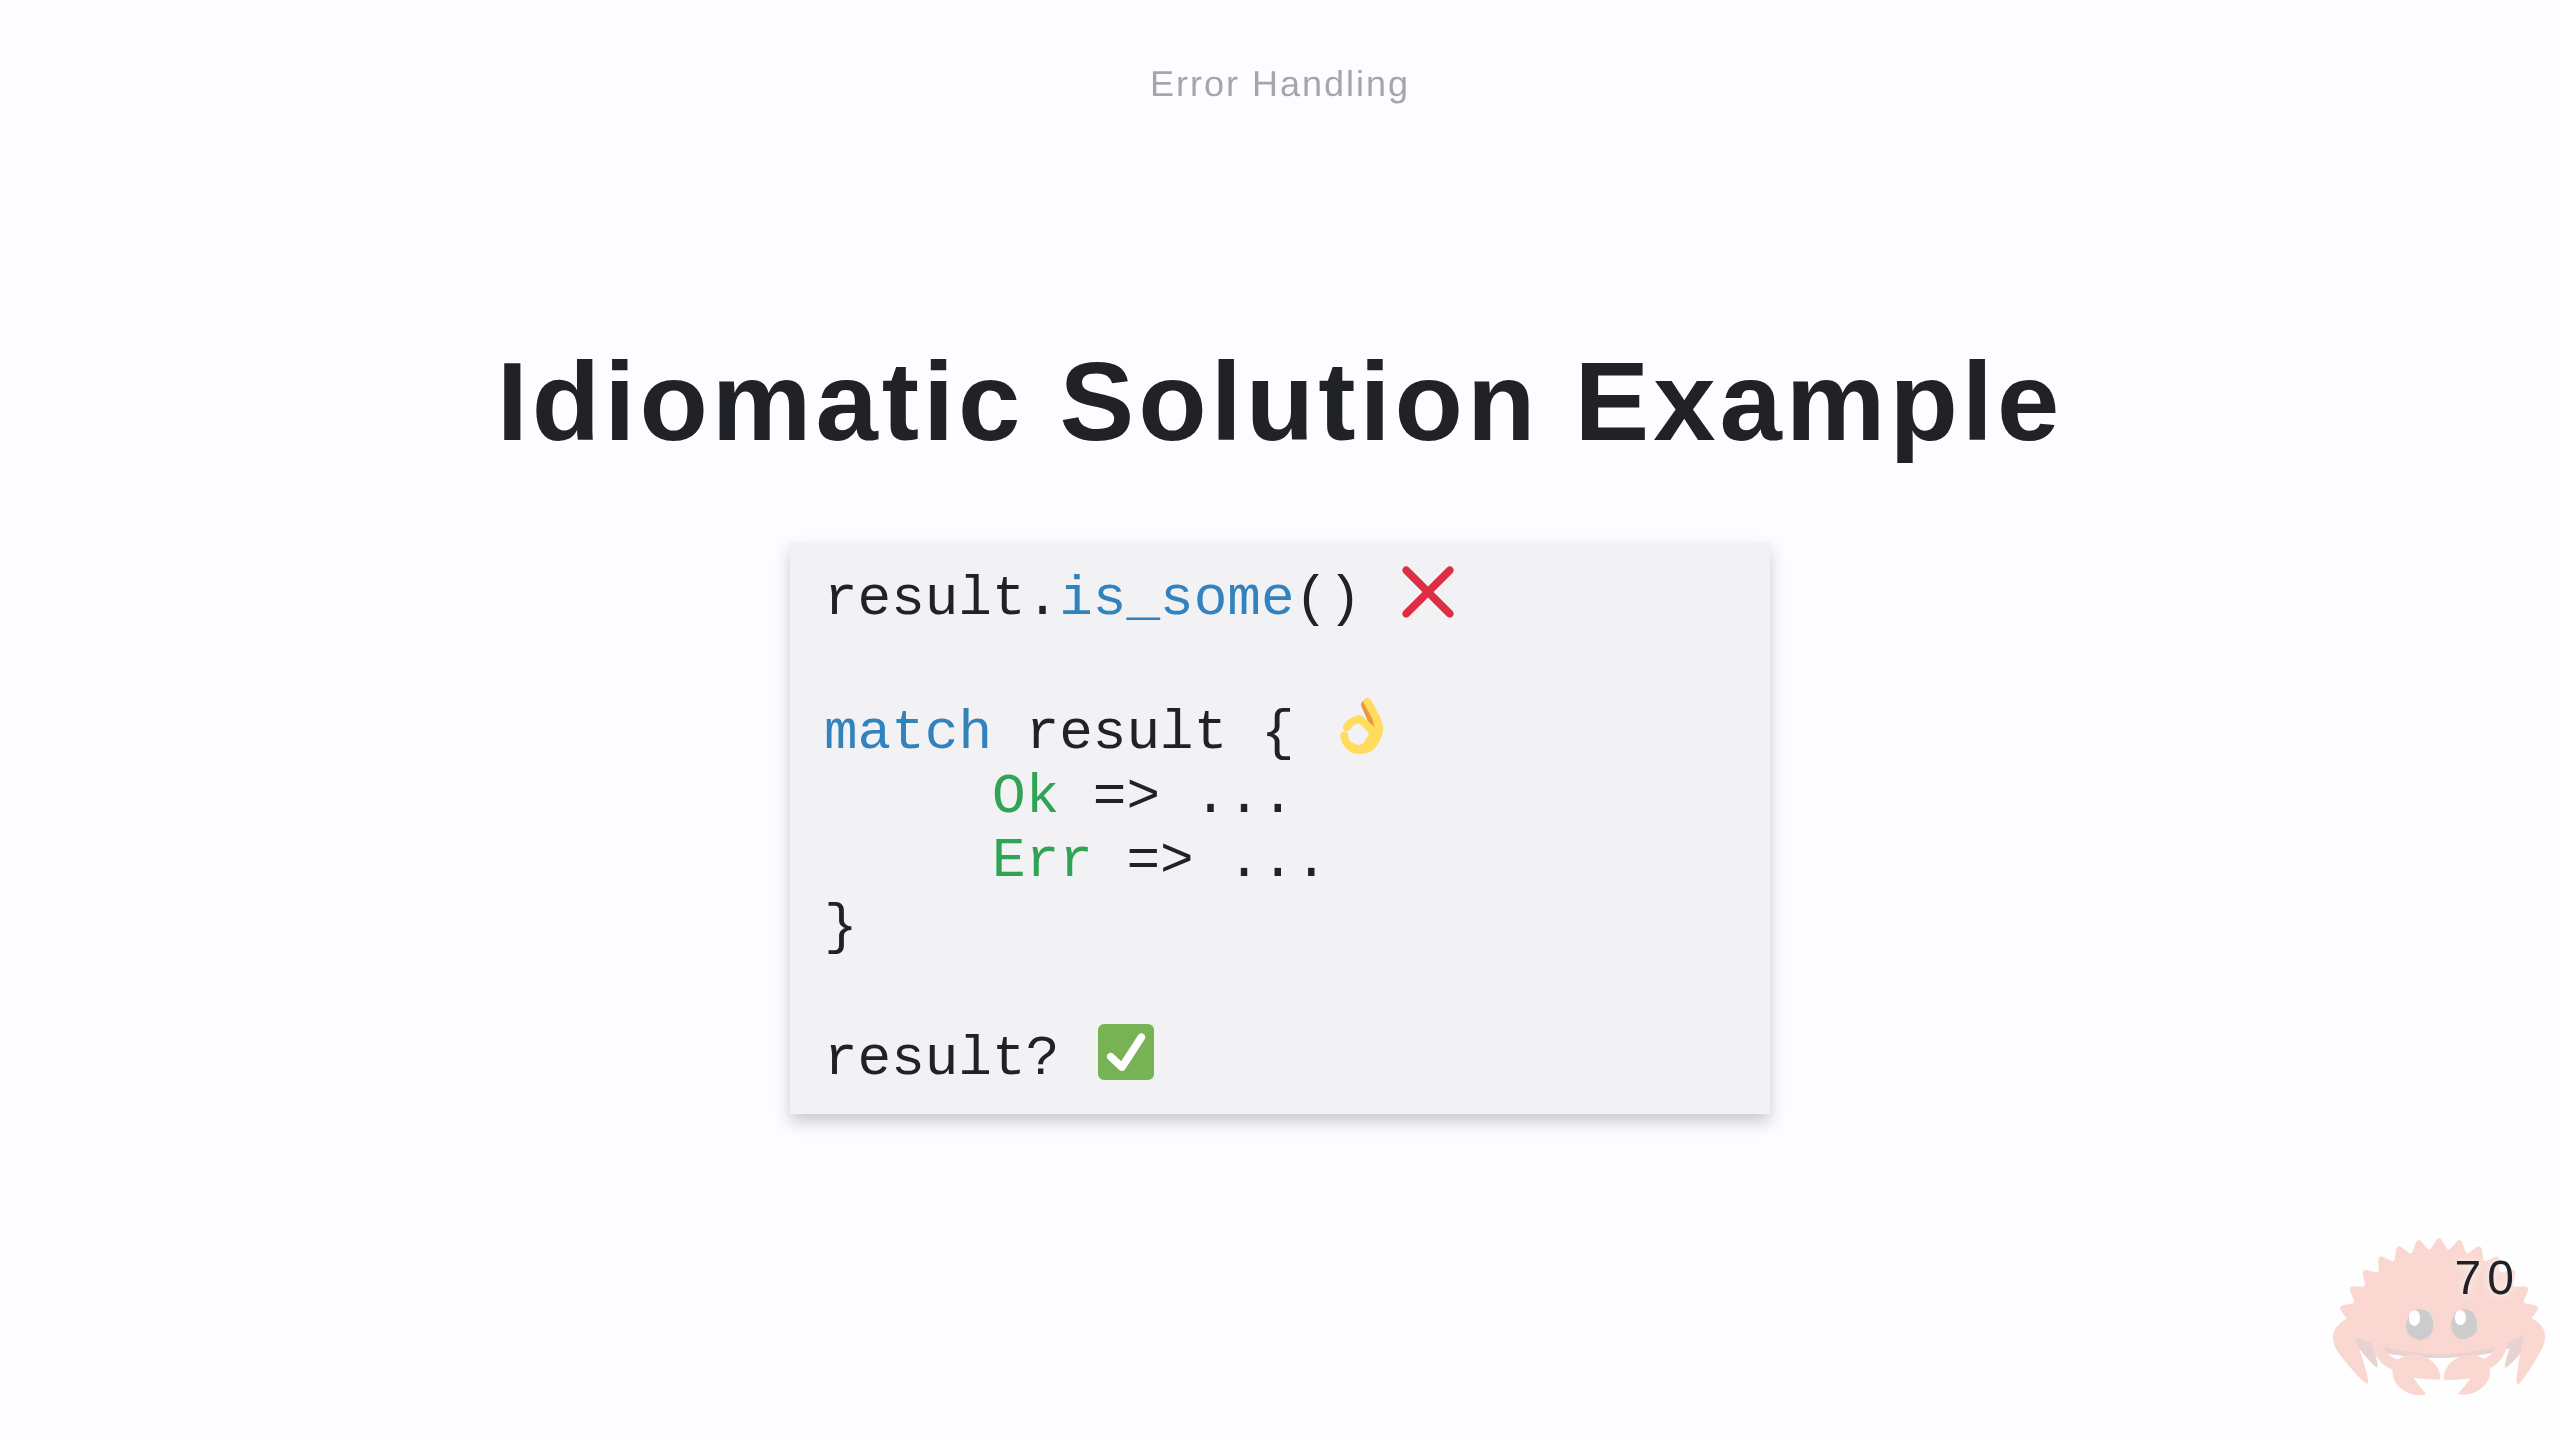 Error Handling
Idiomatic Solution Example
result.is_some() ❌
match result { 👌
     Ok => ...
     Err => ...
}
result? ✅
70